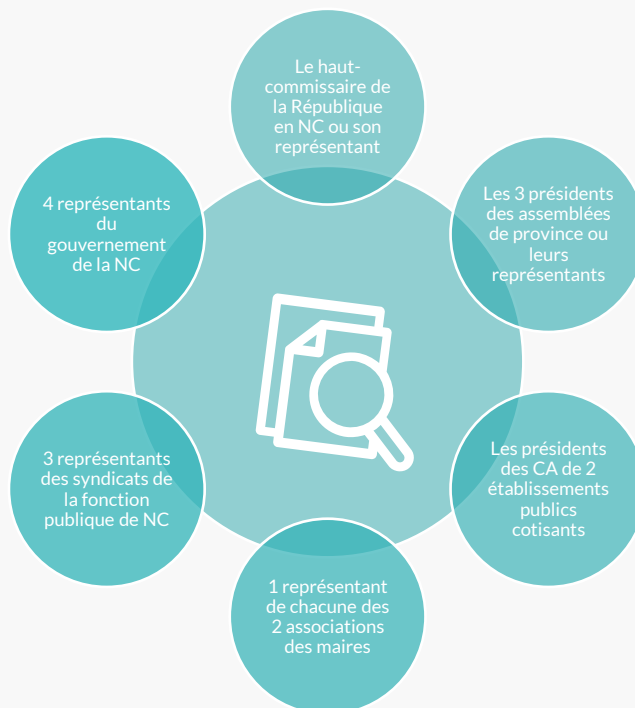 Le haut-
commissaire de
la République
en NC ou son
représentant
Les 3 présidents
des assemblées
de province ou
leurs
représentants
Les présidents
des CA de 2
établissements
publics
cotisants
1 représentant
de chacune des
2 associations
des maires
3 représentants
des syndicats de
la fonction
publique de NC
4 représentants
du
gouvernement
de la NC